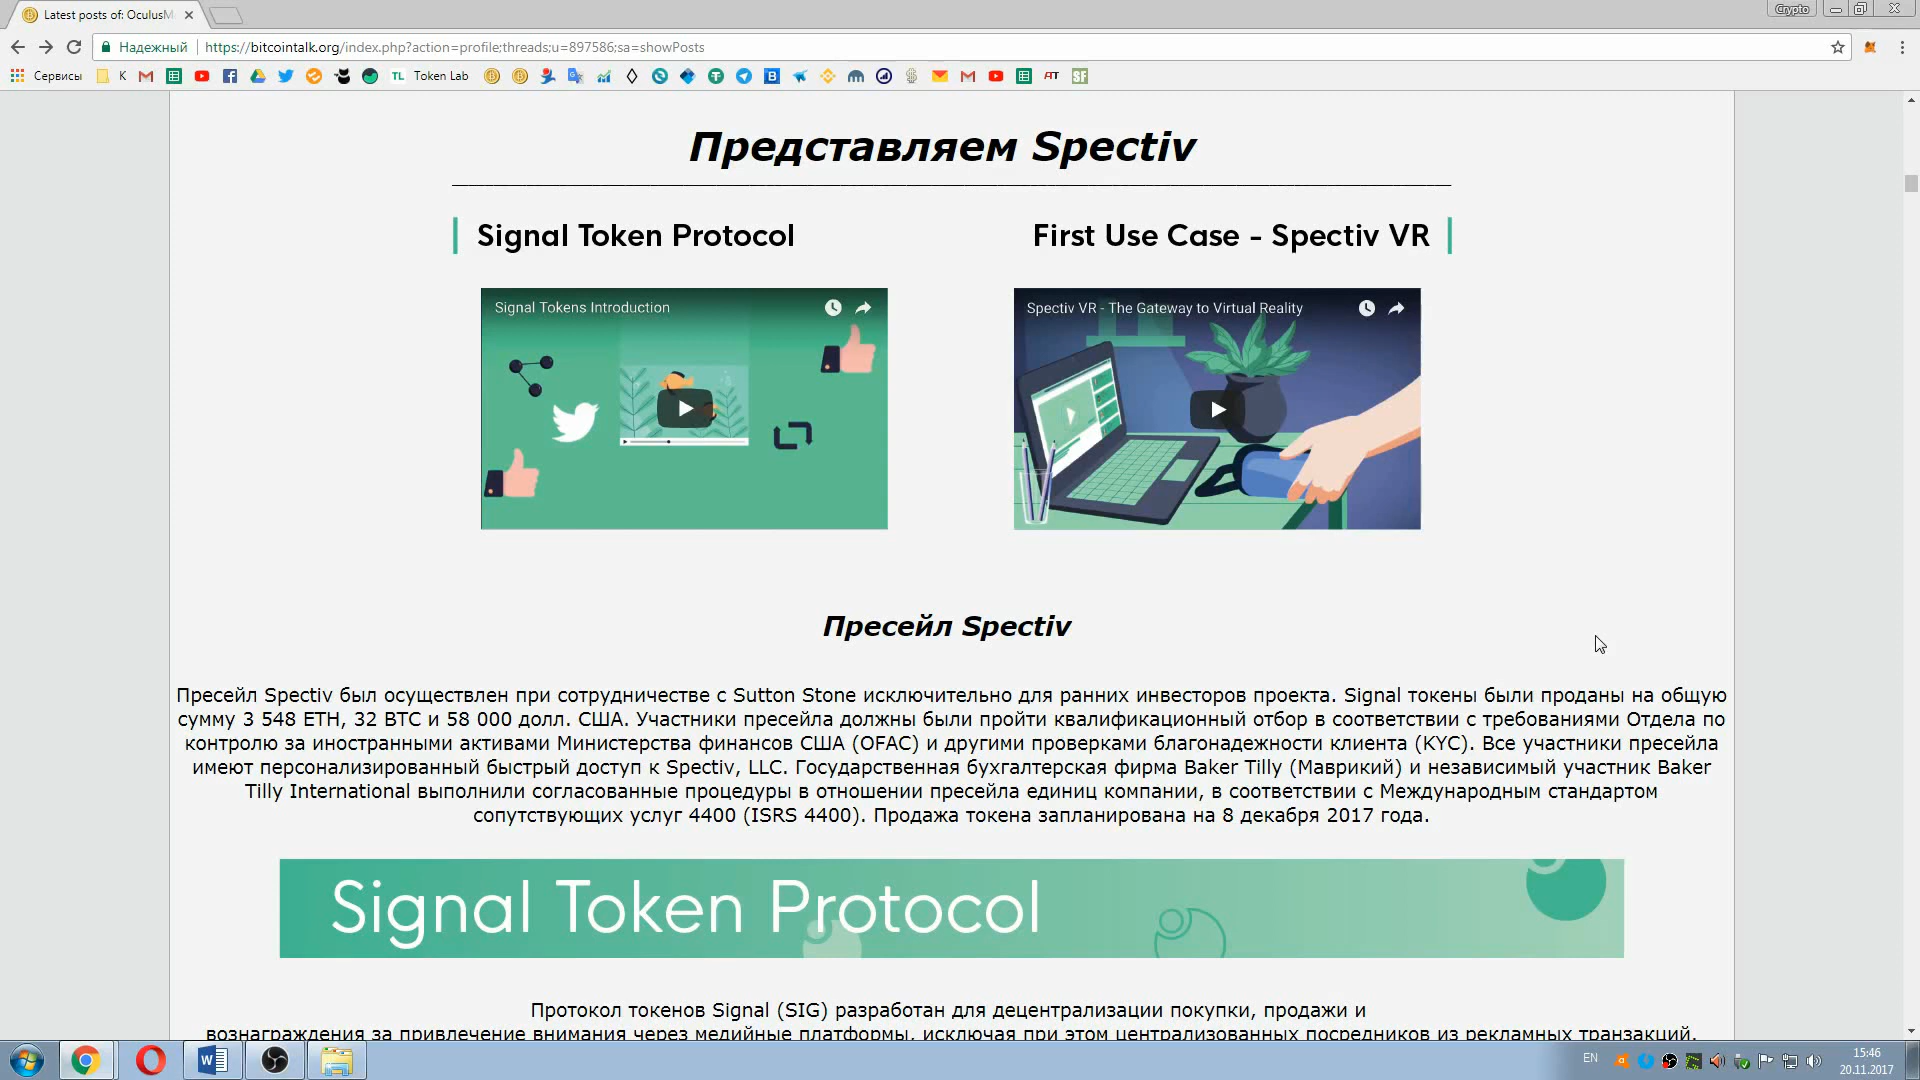 Latest posts of: OculusM
Crypto
Надежный
https://bitcointalk.org/index.php?action=profile;threads;u=897586;sa=showPosts
Сервисы
K
TL Token Lab
B
AT
SF
Представляем Spectiv
Signal Token Protocol
First Use Case - Spectiv VR
Signal Tokens Introduction
Spectiv VR - The Gateway to Virtual Reality
Пресейл Spectiv
Пресейл Spectiv был осуществлен при сотрудничестве с Sutton Stone исключительно для ранних инвесторов проекта. Signal токены были проданы на общую
сумму 3 548 ETH, 32 BTC и 58 000 долл. США. Участники пресейла должны были пройти квалификационный отбор в соответствии с требованиями Отдела по
контролю за иностранными активами Министерства финансов США (OFAC) и другими проверками благонадежности клиента (KYC). Все участники пресейла
имеют персонализированный быстрый доступ к Spectiv, LLC. Государственная бухгалтерская фирма Baker Tilly (Маврикий) и независимый участник Baker
Tilly International выполнили согласованные процедуры в отношении пресейла единиц компании, в соответствии с Международным стандартом
сопутствующих услуг 4400 (ISRS 4400). Продажа токена запланирована на 8 декабря 2017 года.
Signal Token Protocol
Протокол токенов Signal (SIG) разработан для децентрализации покупки, продажи и
вознаграждения за привлечение внимания через медийные платформы, исключая при этом централизованных посредников из рекламных транзакций.
EN
15:46
20.11.2017